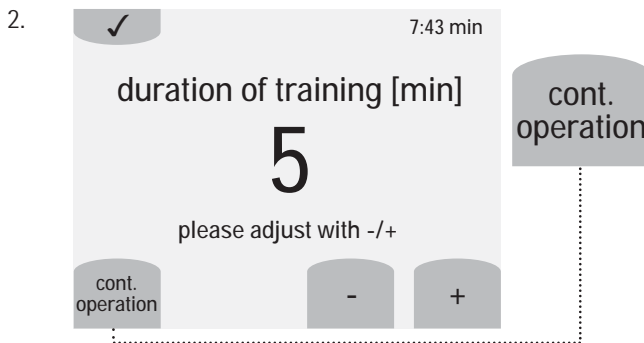 2.
✓ 7:43 min
duration of training [min]
5
please adjust with -/+
cont.
operation
- +
cont.
operation